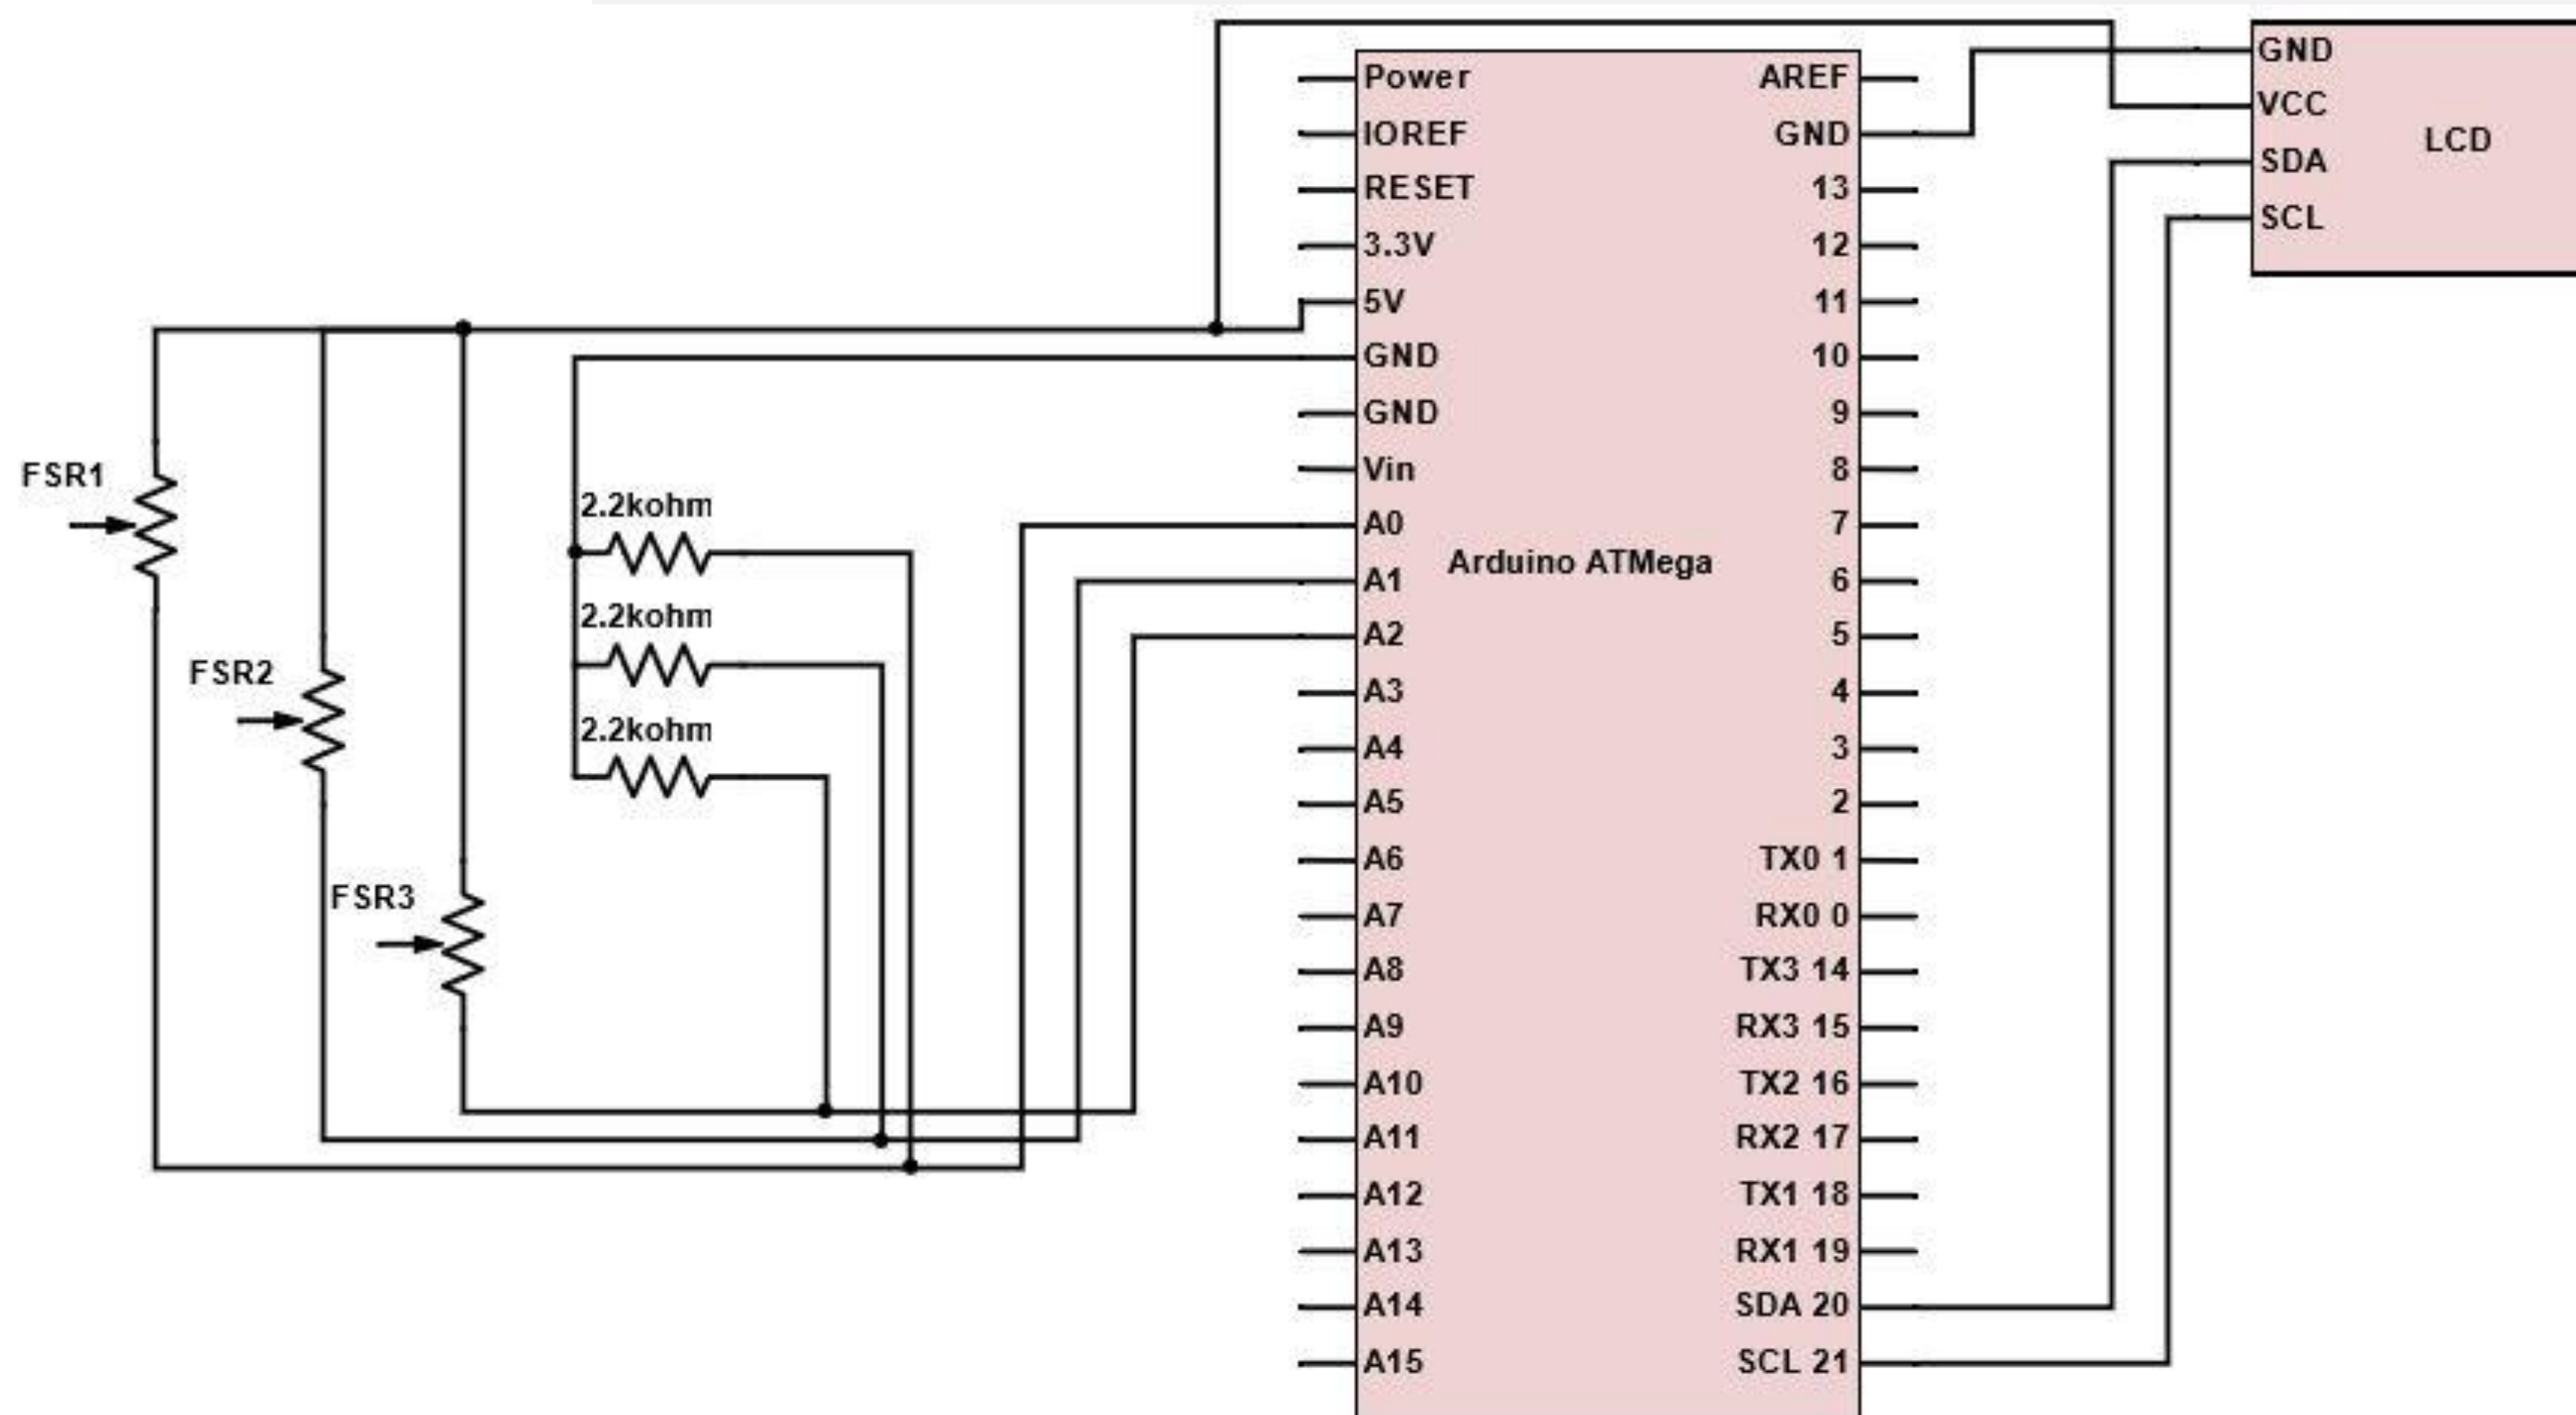 FSR1
FSR2
FSR3
2.2kohm
2.2kohm
2.2kohm
Power
IOREF
RESET
3.3V
5V
GND
GND
Vin
A0
A1
A2
A3
A4
A5
A6
A7
A8
A9
A10
A11
A12
A13
A14
A15
Arduino ATMega
AREF
GND
13
12
11
10
9
8
7
6
5
4
3
2
TX0 1
RX0 0
TX3 14
RX3 15
TX2 16
RX2 17
TX1 18
RX1 19
SDA 20
SCL 21
GND
VCC
SDA
SCL
LCD